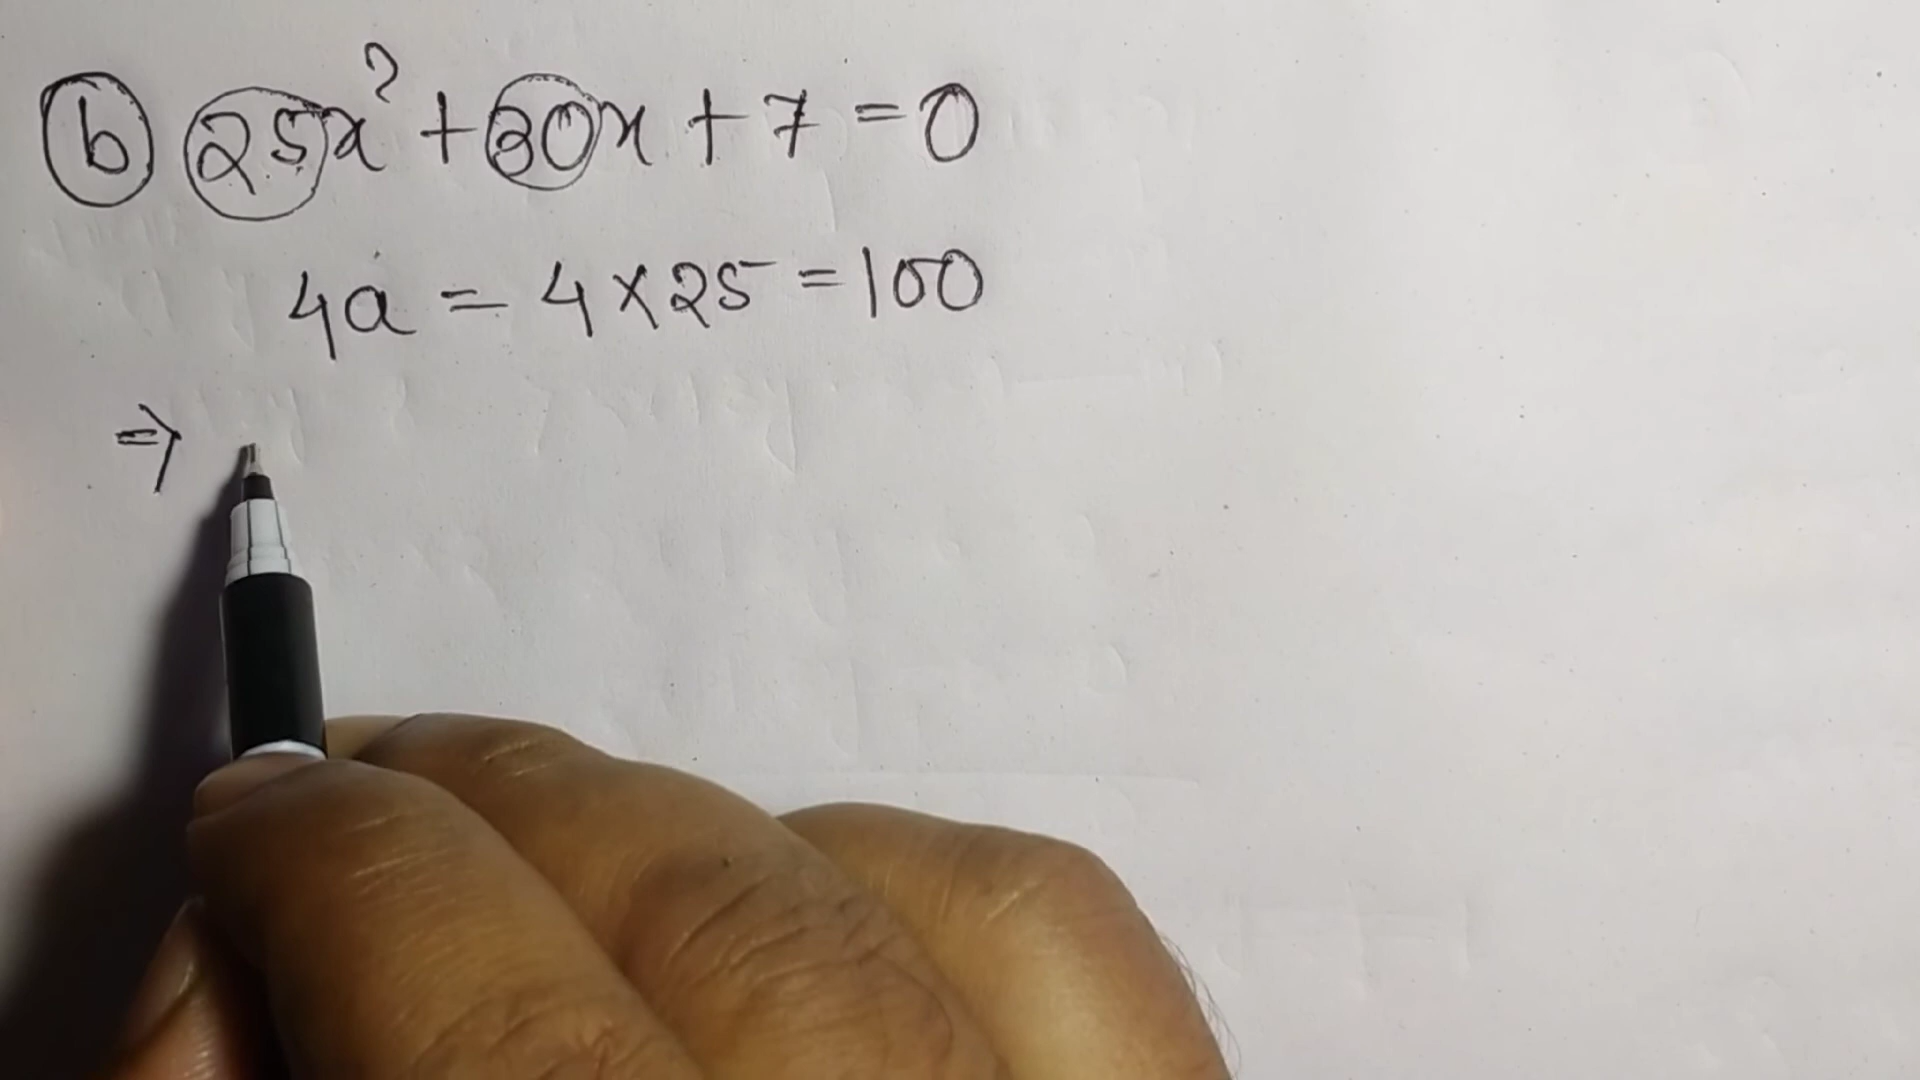 (b) 25x² + 30x + 7 = 0
4a = 4 × 25 = 100
⇒